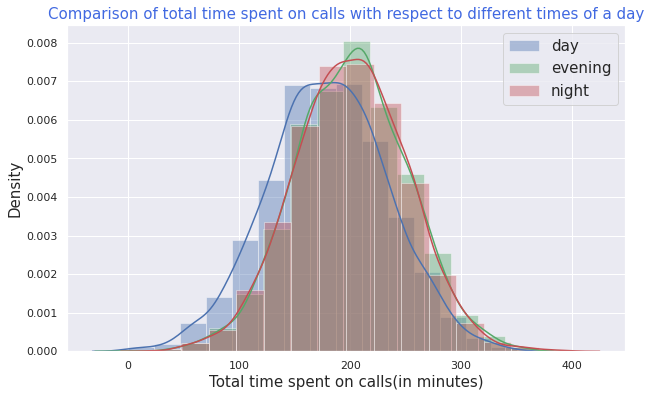 Comparison of total time spent on calls with respect to different times of a day
day
evening
night
0.008
0.007
0.006
0.005
0.004
0.003
0.002
0.001
0.000
Density
0
100
200
300
400
Total time spent on calls(in minutes)